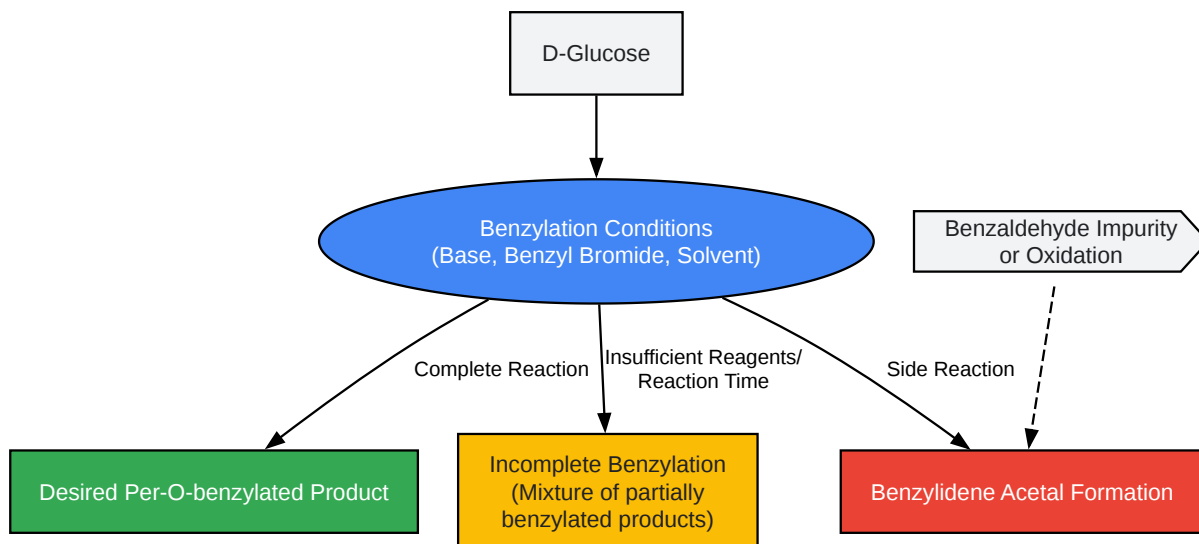 D-Glucose
Benzylation Conditions
(Base, Benzyl Bromide, Solvent)
Benzaldehyde Impurity
or Oxidation
Complete Reaction
Insufficient Reagents/
Reaction Time
Side Reaction
Desired Per-O-benzylated Product
Incomplete Benzylation
(Mixture of partially
benzylated products)
Benzylidene Acetal Formation